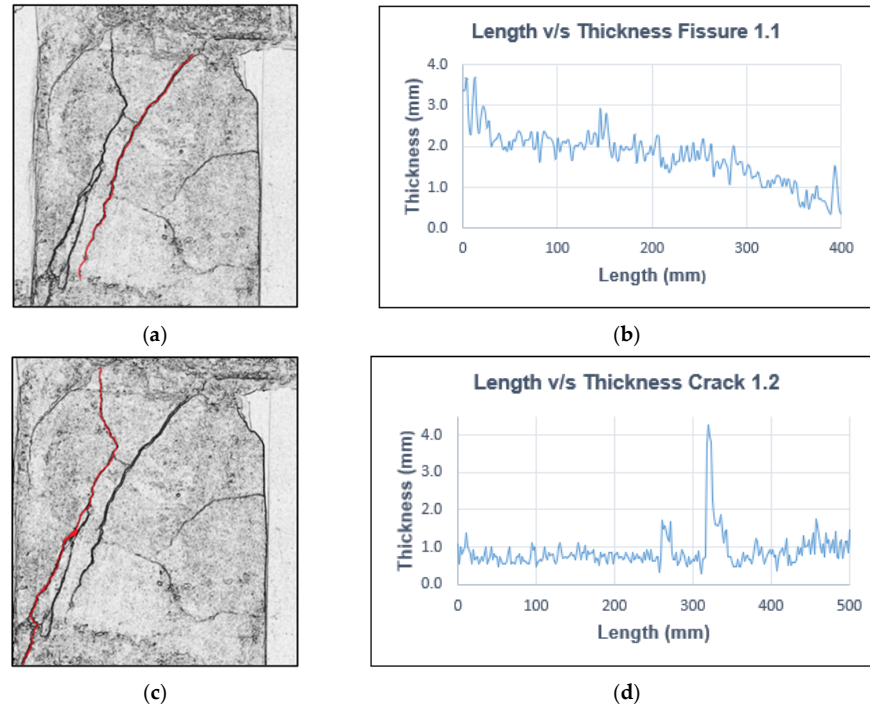 Length v/s Thickness Fissure 1.1
Thickness (mm)
4.0
3.0
2.0
1.0
0.0
0 100 200 300 400
Length (mm)
(a)
(b)
Length v/s Thickness Crack 1.2
Thickness (mm)
4.0
3.0
2.0
1.0
0.0
0 100 200 300 400 500
Length (mm)
(c)
(d)